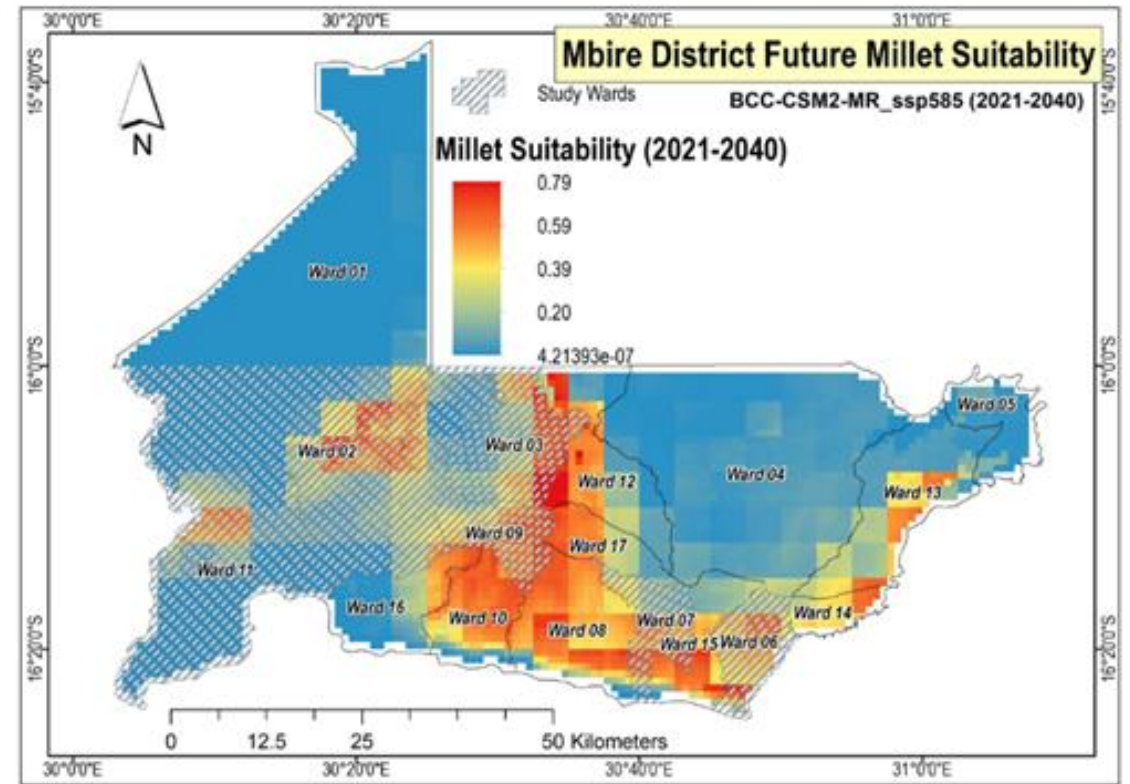 30°0'0"E 30°20'0"E 30°40'0"E 31°0'0"E
Mbire District Future Millet Suitability
BCC-CSM2-MR_ssp585 (2021-2040)
Study Wards
N
Millet Suitability (2021-2040)
0.79
0.59
0.39
0.20
4.21393e-07
15°40'0"S 15°40'0"S
16°0'0"S 16°0'0"S
16°20'0"S 16°20'0"S
Ward 01
Ward 05
Ward 03
Ward 02
Ward 04
Ward 12
Ward 13
Ward 09
Ward 17
Ward 11
Ward 16
Ward 10
Ward 08
Ward 07
Ward 14
Ward 15
Ward 06
0 12.5 25 50 Kilometers
30°0'0"E 30°20'0"E 30°40'0"E 31°0'0"E